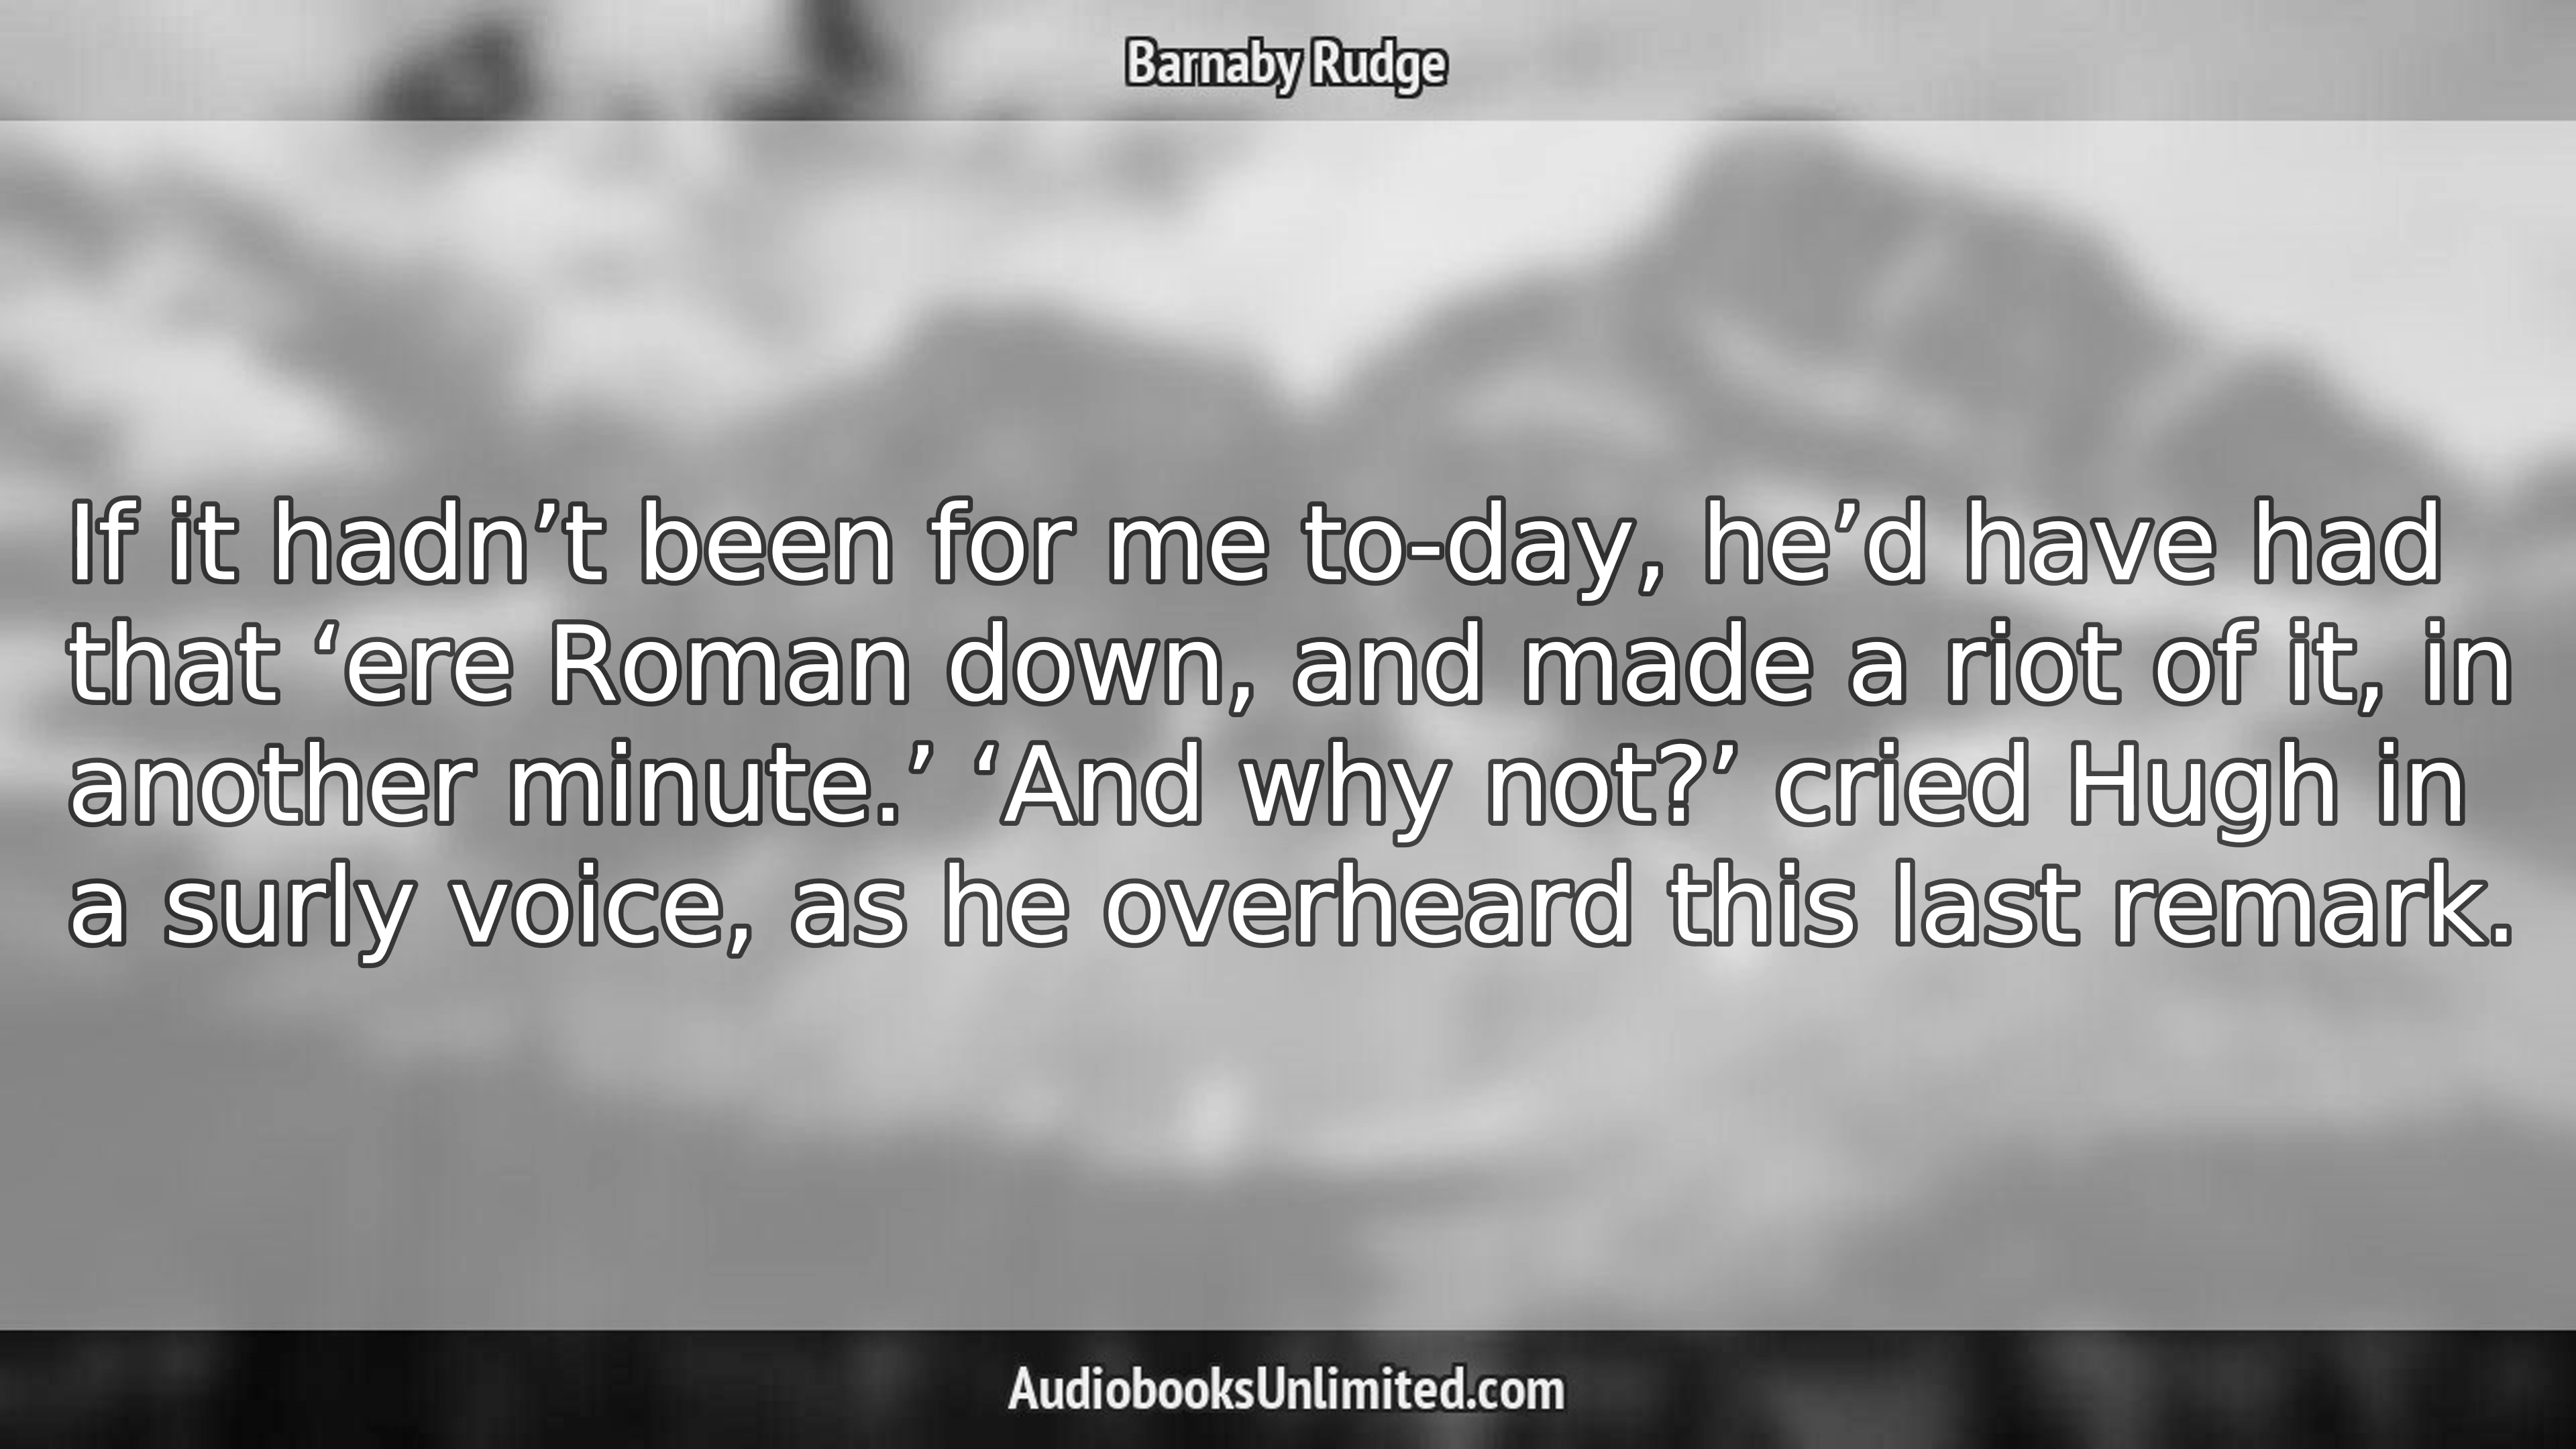 Barnaby Rudge
If it hadn’t been for me to-day, he’d have had
that ‘ere Roman down, and made a riot of it, in
another minute.’ ‘And why not?’ cried Hugh in
a surly voice, as he overheard this last remark.
AudiobooksUnlimited.com